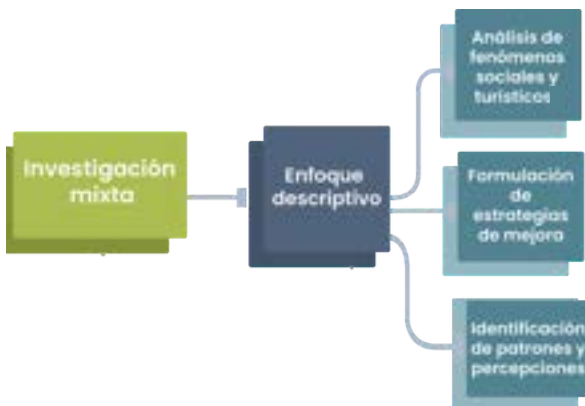 Investigación
mixta
Enfoque
descriptivo
Análisis de
fenómenos
sociales y
turísticos
Formulación
de
estrategias
de mejora
Identificación
de patrones y
percepciones